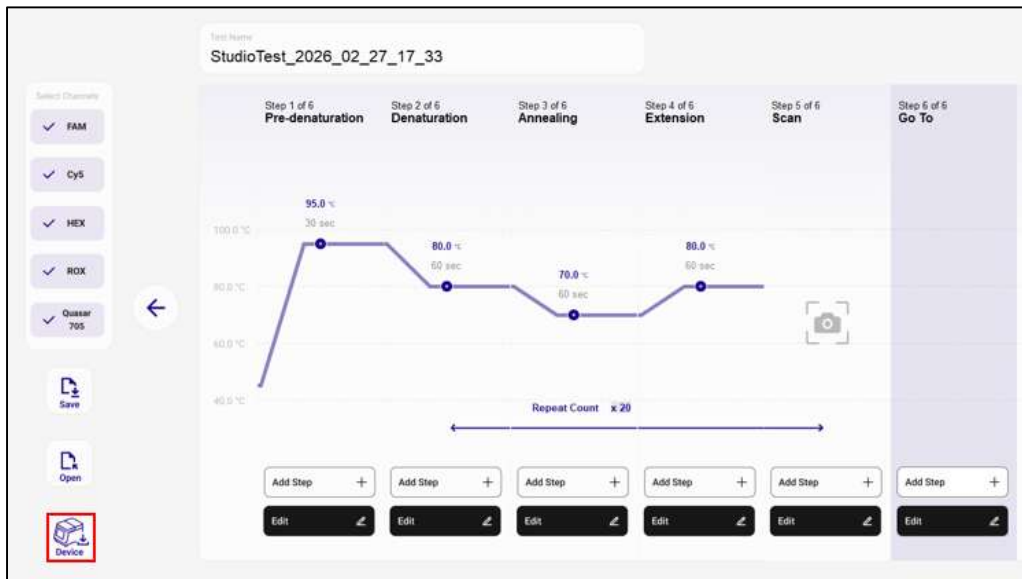 Test Name
StudioTest_2026_02_27_17_33
Select Channels
FAM
Cy5
HEX
ROX
Quasar
705
Save
Open
Device
Step 1 of 6
Pre-denaturation
Step 2 of 6
Denaturation
Step 3 of 6
Annealing
Step 4 of 6
Extension
Step 5 of 6
Scan
Step 6 of 6
Go To
100.0 °C
80.0 °C
60.0 °C
40.0 °C
95.0 °C
30 sec
80.0 °C
60 sec
70.0 °C
60 sec
80.0 °C
60 sec
Repeat Count x 20
Add Step
Add Step
Add Step
Add Step
Add Step
Add Step
Edit
Edit
Edit
Edit
Edit
Edit